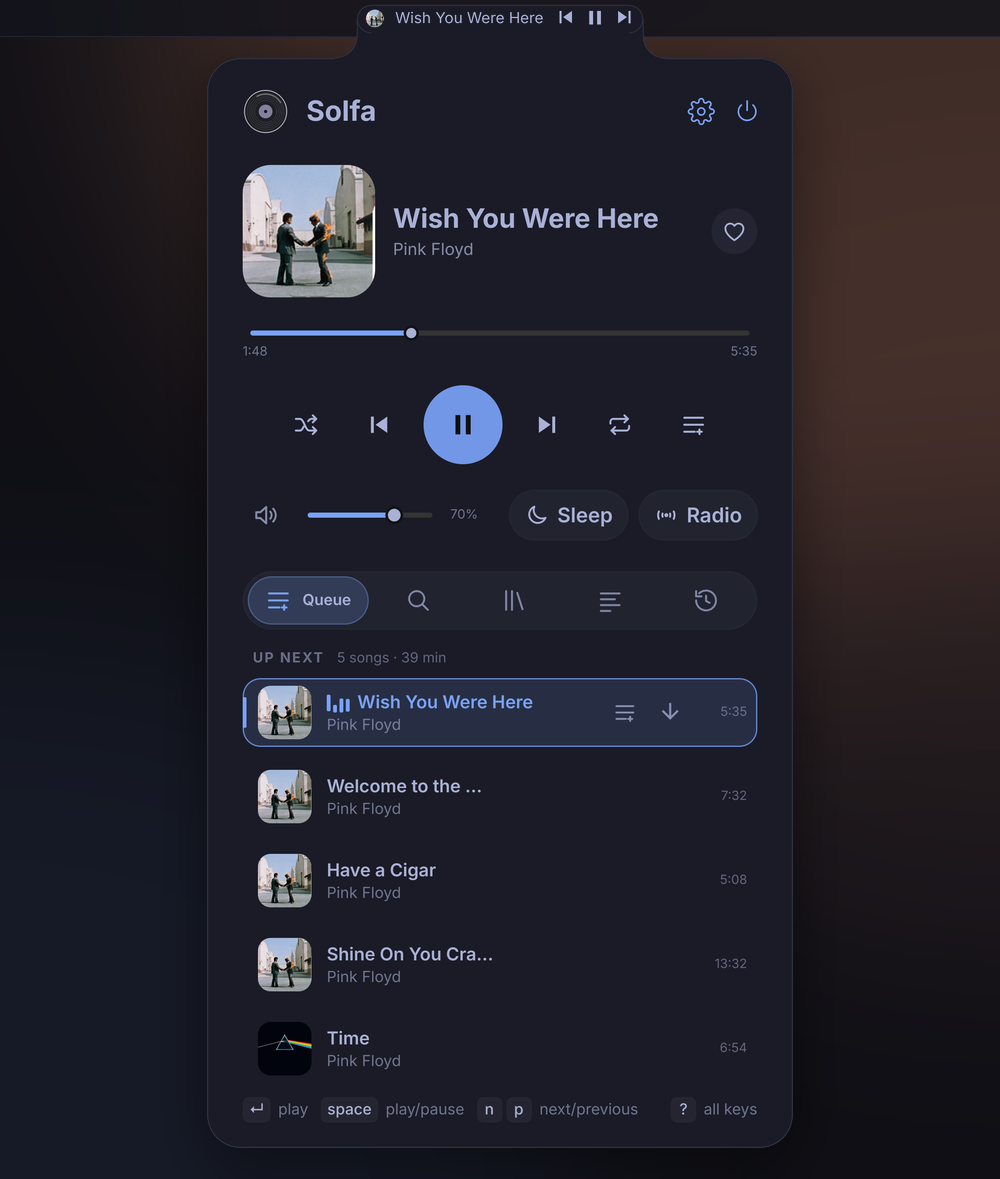 Wish You Were Here
Solfa
Wish You Were Here
Pink Floyd
1:48 5:35
70% Sleep Radio
Queue
UP NEXT 5 songs · 39 min
Wish You Were Here
Pink Floyd
5:35
Welcome to the ...
Pink Floyd
7:32
Have a Cigar
Pink Floyd
5:08
Shine On You Cra...
Pink Floyd
13:32
Time
Pink Floyd
6:54
↵ play space play/pause n p next/previous ? all keys